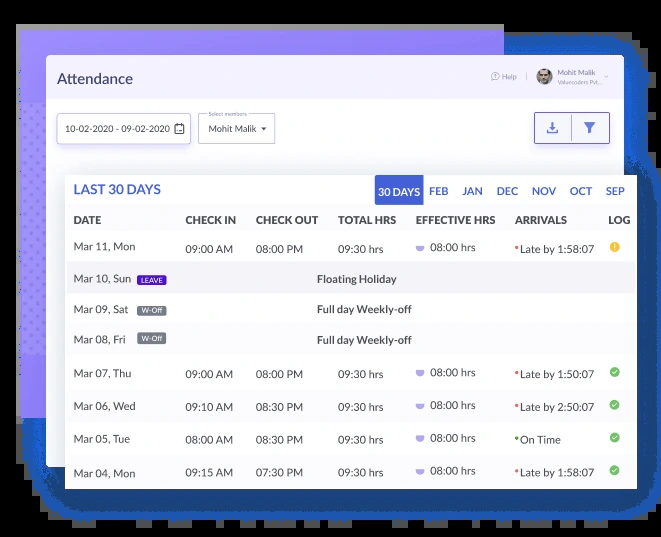 Attendance
Help
Mohit Malik
Valuecoders Pvt...
10-02-2020 - 09-02-2020
Select members
Mohit Malik
LAST 30 DAYS
30 DAYS FEB JAN DEC NOV OCT SEP
DATE CHECK IN CHECK OUT TOTAL HRS EFFECTIVE HRS ARRIVALS LOG
Mar 11, Mon 09:00 AM 08:00 PM 09:30 hrs 08:00 hrs Late by 1:58:07
Mar 10, Sun LEAVE Floating Holiday
Mar 09, Sat W-Off Full day Weekly-off
Mar 08, Fri W-Off Full day Weekly-off
Mar 07, Thu 09:00 AM 08:00 PM 09:30 hrs 08:00 hrs Late by 1:50:07
Mar 06, Wed 09:10 AM 08:30 PM 09:30 hrs 08:00 hrs Late by 2:50:07
Mar 05, Tue 08:00 AM 08:30 PM 09:30 hrs 08:00 hrs On Time
Mar 04, Mon 09:15 AM 07:30 PM 09:30 hrs 08:00 hrs Late by 1:58:07